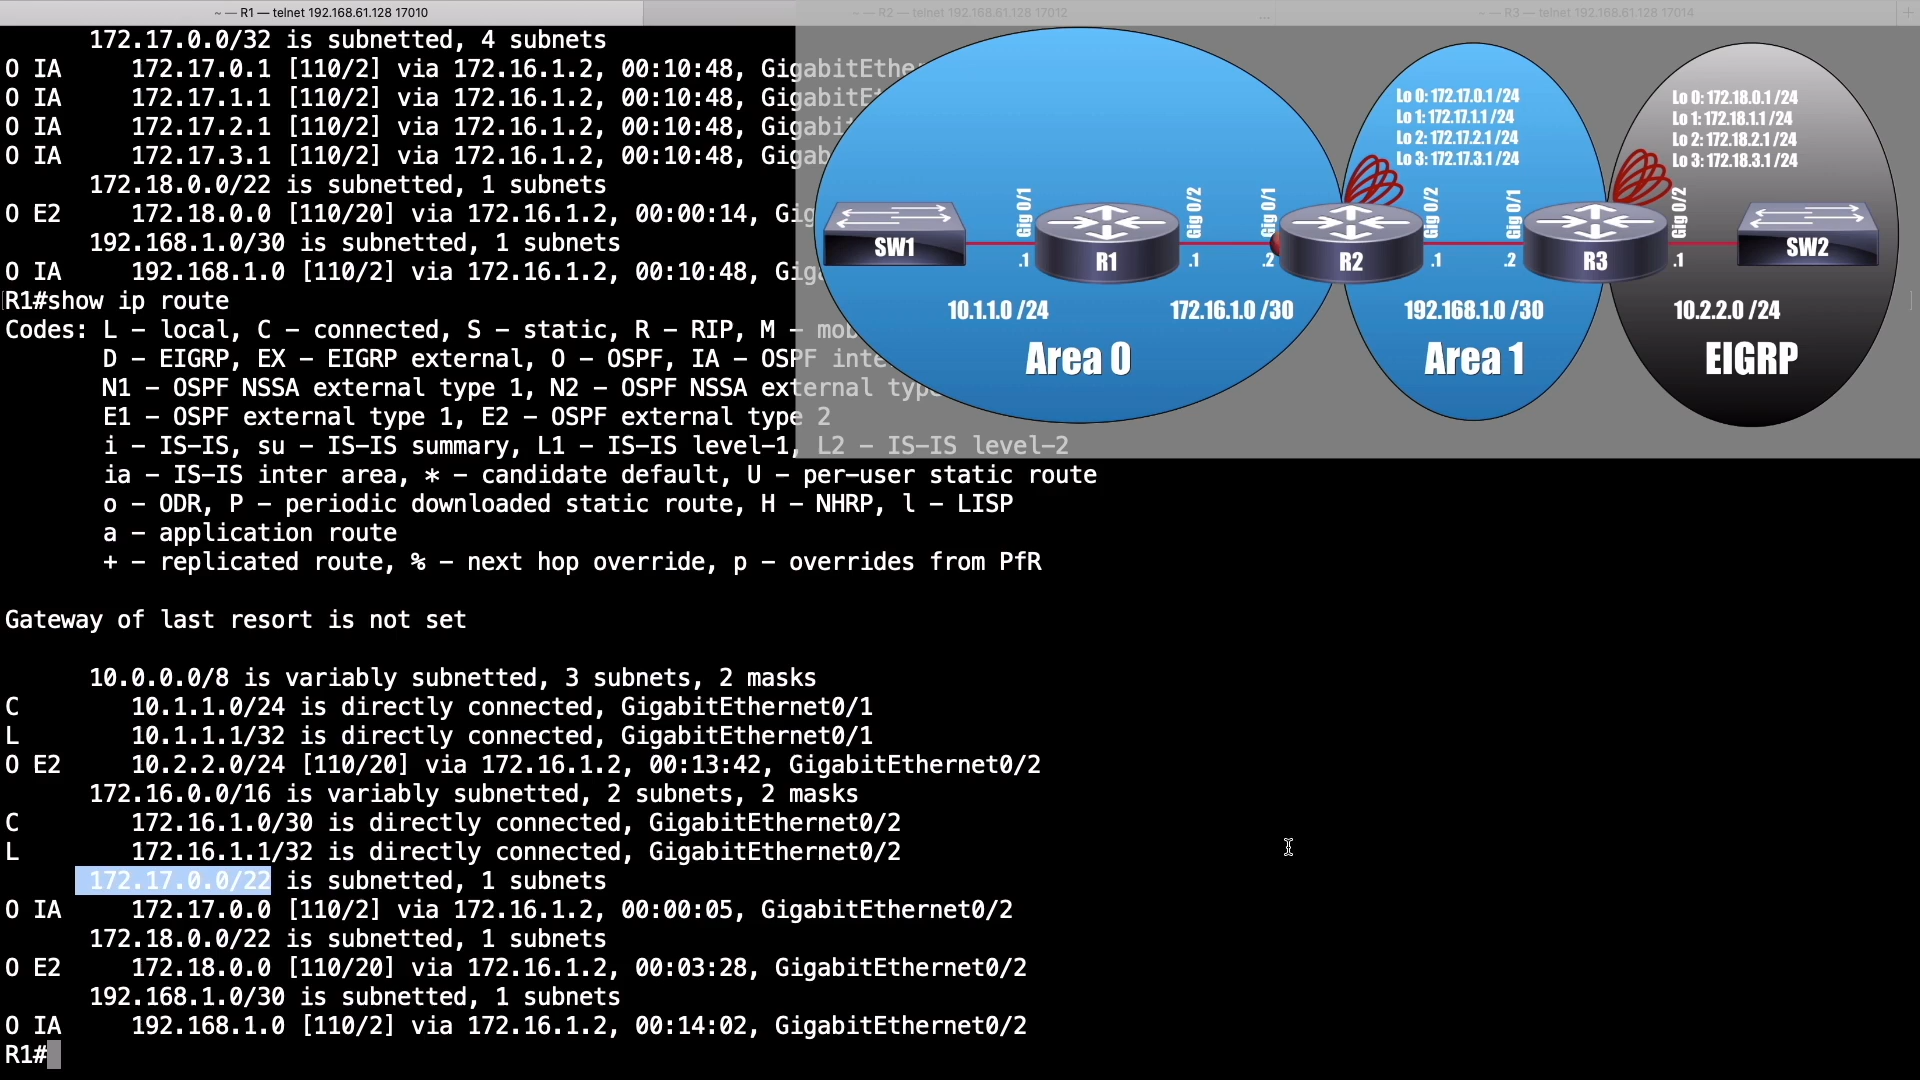 ~ — R1 — telnet 192.168.61.128 17010
~ — R2 — telnet 192.168.61.128 17012
...
~ — R3 — telnet 192.168.61.128 17014
+
172.17.0.0/32 is subnetted, 4 subnets
O IA 172.17.0.1 [110/2] via 172.16.1.2, 00:10:48, GigabitEthe
O IA 172.17.1.1 [110/2] via 172.16.1.2, 00:10:48, GigabitEt
O IA 172.17.2.1 [110/2] via 172.16.1.2, 00:10:48, Gigabi
O IA 172.17.3.1 [110/2] via 172.16.1.2, 00:10:48, Gigab
172.18.0.0/22 is subnetted, 1 subnets
O E2 172.18.0.0 [110/20] via 172.16.1.2, 00:00:14, Gig
192.168.1.0/30 is subnetted, 1 subnets
O IA 192.168.1.0 [110/2] via 172.16.1.2, 00:10:48, Giga
R1#show ip route
Codes: L – local, C – connected, S – static, R – RIP, M – mob
D – EIGRP, EX – EIGRP external, O – OSPF, IA – OSPF inte
N1 – OSPF NSSA external type 1, N2 – OSPF NSSA external type
E1 – OSPF external type 1, E2 – OSPF external type 2
i – IS–IS, su – IS–IS summary, L1 – IS–IS level–1, L2 – IS–IS level–2
ia – IS–IS inter area, * – candidate default, U – per–user static route
o – ODR, P – periodic downloaded static route, H – NHRP, l – LISP
a – application route
+ – replicated route, % – next hop override, p – overrides from PfR
Gateway of last resort is not set
10.0.0.0/8 is variably subnetted, 3 subnets, 2 masks
C 10.1.1.0/24 is directly connected, GigabitEthernet0/1
L 10.1.1.1/32 is directly connected, GigabitEthernet0/1
O E2 10.2.2.0/24 [110/20] via 172.16.1.2, 00:13:42, GigabitEthernet0/2
172.16.0.0/16 is variably subnetted, 2 subnets, 2 masks
C 172.16.1.0/30 is directly connected, GigabitEthernet0/2
L 172.16.1.1/32 is directly connected, GigabitEthernet0/2
172.17.0.0/22 is subnetted, 1 subnets
O IA 172.17.0.0 [110/2] via 172.16.1.2, 00:00:05, GigabitEthernet0/2
172.18.0.0/22 is subnetted, 1 subnets
O E2 172.18.0.0 [110/20] via 172.16.1.2, 00:03:28, GigabitEthernet0/2
192.168.1.0/30 is subnetted, 1 subnets
O IA 192.168.1.0 [110/2] via 172.16.1.2, 00:14:02, GigabitEthernet0/2
R1#
Lo 0: 172.17.0.1 /24
Lo 1: 172.17.1.1 /24
Lo 2: 172.17.2.1 /24
Lo 3: 172.17.3.1 /24
Lo 0: 172.18.0.1 /24
Lo 1: 172.18.1.1 /24
Lo 2: 172.18.2.1 /24
Lo 3: 172.18.3.1 /24
Gig 0/1
Gig 0/2
Gig 0/1
Gig 0/2
Gig 0/1
Gig 0/2
SW1
.1
R1
.1
.2
R2
.1
.2
R3
.1
SW2
10.1.1.0 /24
172.16.1.0 /30
192.168.1.0 /30
10.2.2.0 /24
Area 0
Area 1
EIGRP